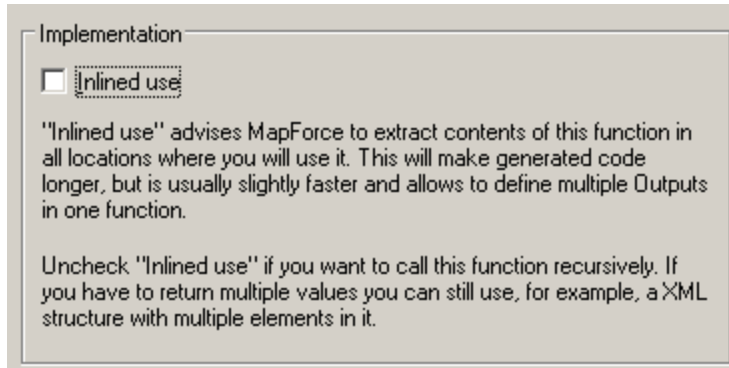 Implementation
Inlined use
"Inlined use" advises MapForce to extract contents of this function in
all locations where you will use it. This will make generated code
longer, but is usually slightly faster and allows to define multiple Outputs
in one function.
Uncheck "Inlined use" if you want to call this function recursively. If
you have to return multiple values you can still use, for example, a XML
structure with multiple elements in it.